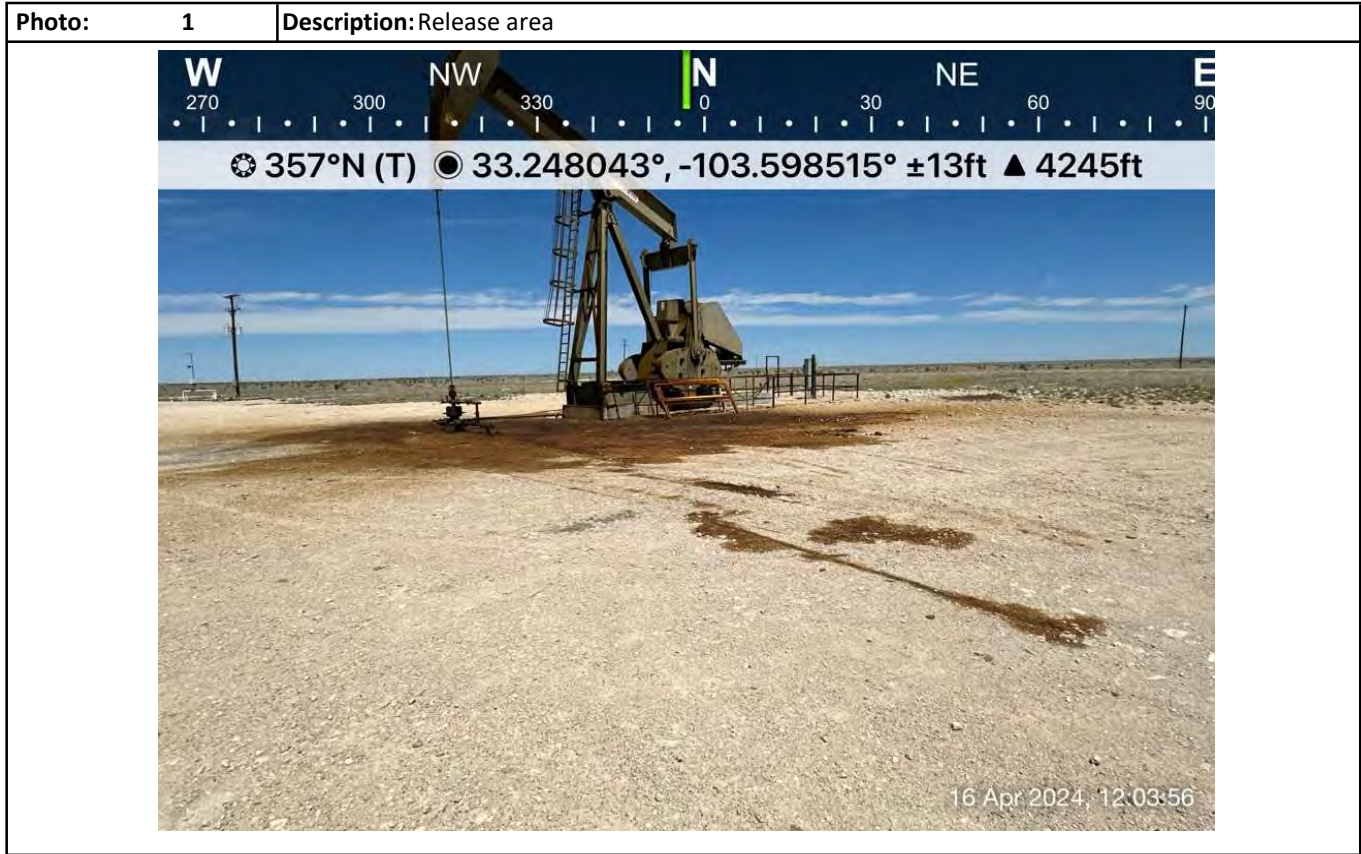 Photo: 1 Description: Release area
W NW N NE E
270 300 330 0 30 60 90
357°N (T) 33.248043°, -103.598515° ±13ft ▲ 4245ft
16 Apr 2024, 12:03:56